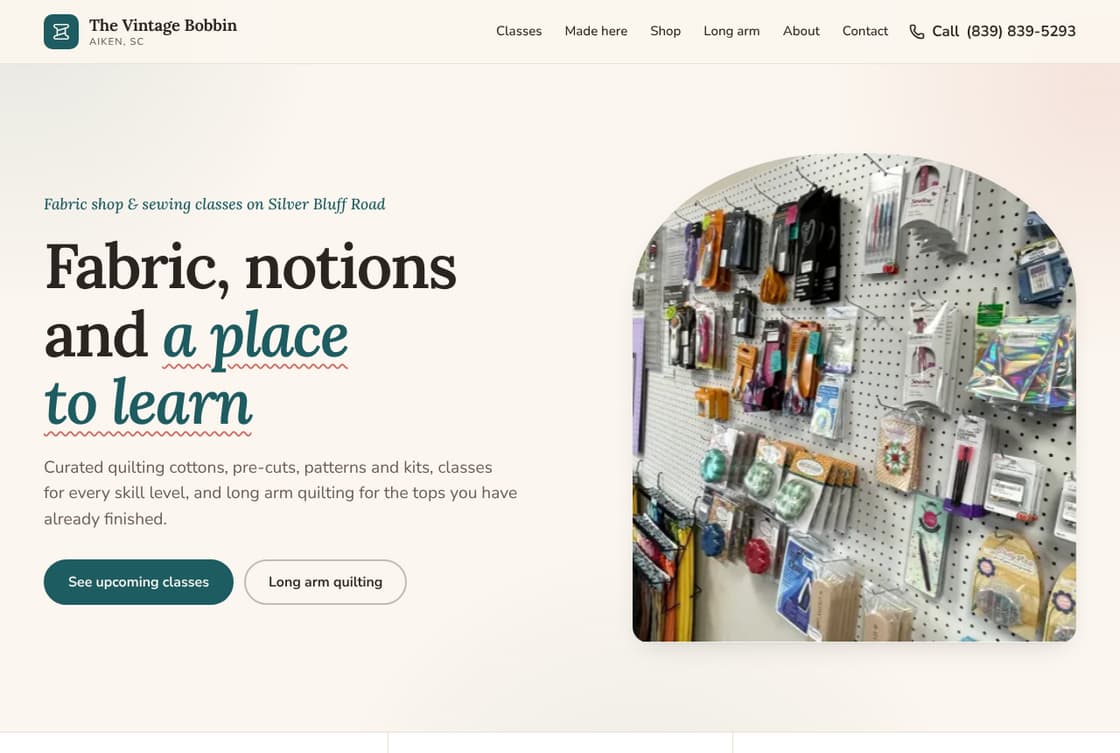 The Vintage Bobbin
AIKEN, SC
Classes
Made here
Shop
Long arm
About
Contact
Call (839) 839-5293
Fabric shop & sewing classes on Silver Bluff Road
Fabric, notions
and a place
to learn
Curated quilting cottons, pre-cuts, patterns and kits, classes
for every skill level, and long arm quilting for the tops you have
already finished.
See upcoming classes
Long arm quilting